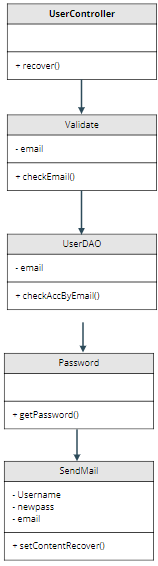 UserController
+ recover()
Validate
- email
+ checkEmail()
UserDAO
- email
+ checkAccByEmail()
Password
+ getPassword()
SendMail
- Username
- newpass
- email
+ setContentRecover()